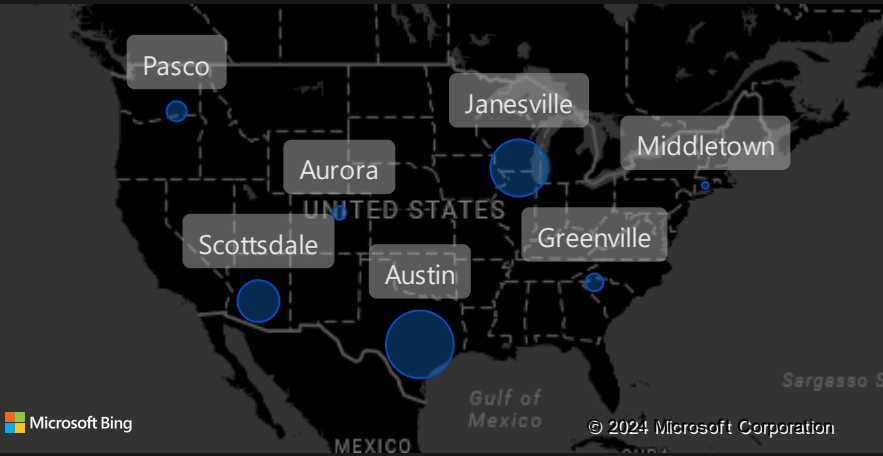 Pasco
Janesville
Middletown
Aurora
UNITED STATES
Scottsdale
Greenville
Austin
Sargasso S
Gulf of
Mexico
Microsoft Bing
© 2024 Microsoft Corporation
MEXICO